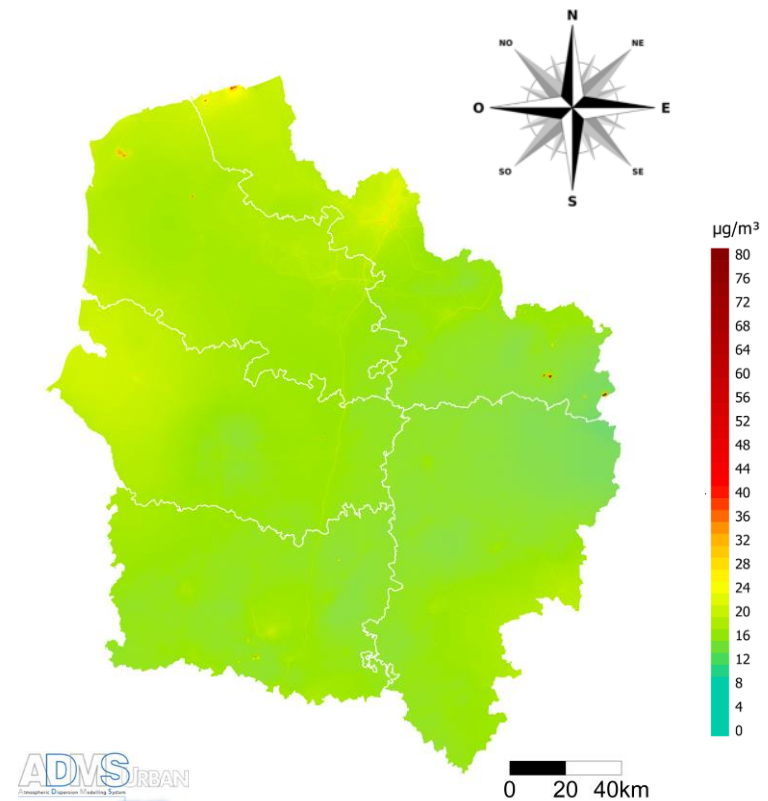 N
NO
NE
O
E
SO
SE
S
µg/m³
80
76
72
68
64
60
56
52
48
44
40
36
32
28
24
20
16
12
8
4
0
ADMS URBAN
Atmospheric Dispersion Modelling System
0 20 40km